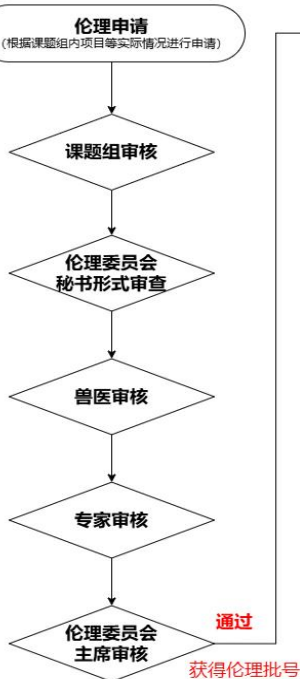 伦理申请
(根据课题组内项目等实际情况进行申请)
课题组审核
伦理委员会
秘书形式审查
兽医审核
专家审核
伦理委员会
主席审核
通过
获得伦理批号